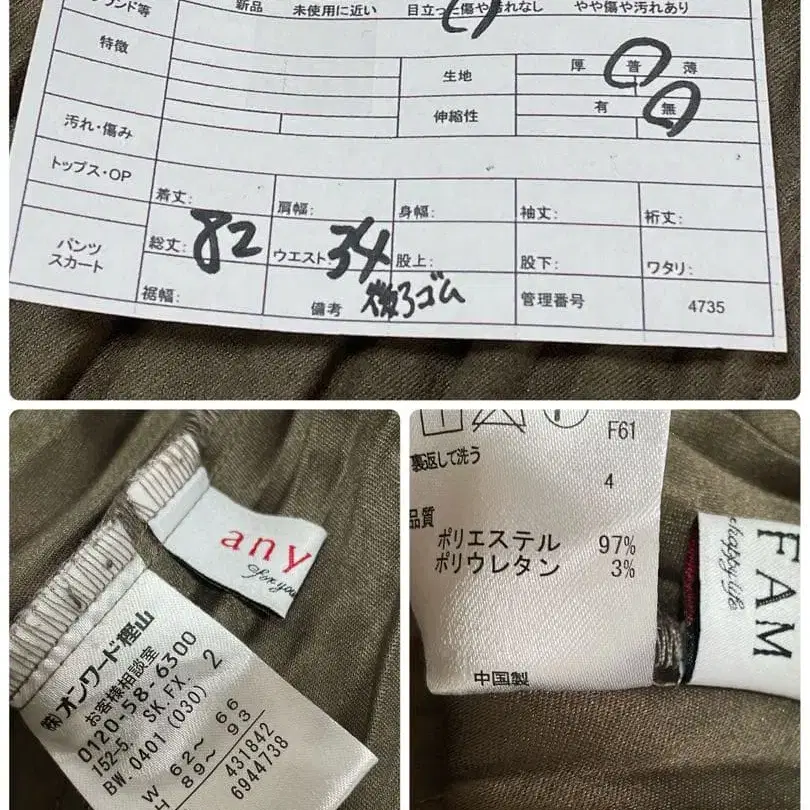 ランド等
新品 未使用に近い 目立った傷や汚れなし やや傷や汚れあり
特徴
生地 厚 普 薄
伸縮性 有 無
汚れ・傷み
トップス・OP
着丈: 肩幅: 身幅: 袖丈: 裄丈:
パンツ
スカート
総丈: 82 ウエスト: 34 股上: 股下: ワタリ:
裾幅: 備考 ゴム 管理番号 4735
any
for you
㈱オンワード樫山
お客様相談室
0120-58-6300
152-5. SK.FX. 2
BW.0401(030)
W 62～ 66
H 89～ 93
431842
6944738
F61
裏返して洗う
4
品質
ポリエステル 97%
ポリウレタン 3%
中国製
FAM
happy life